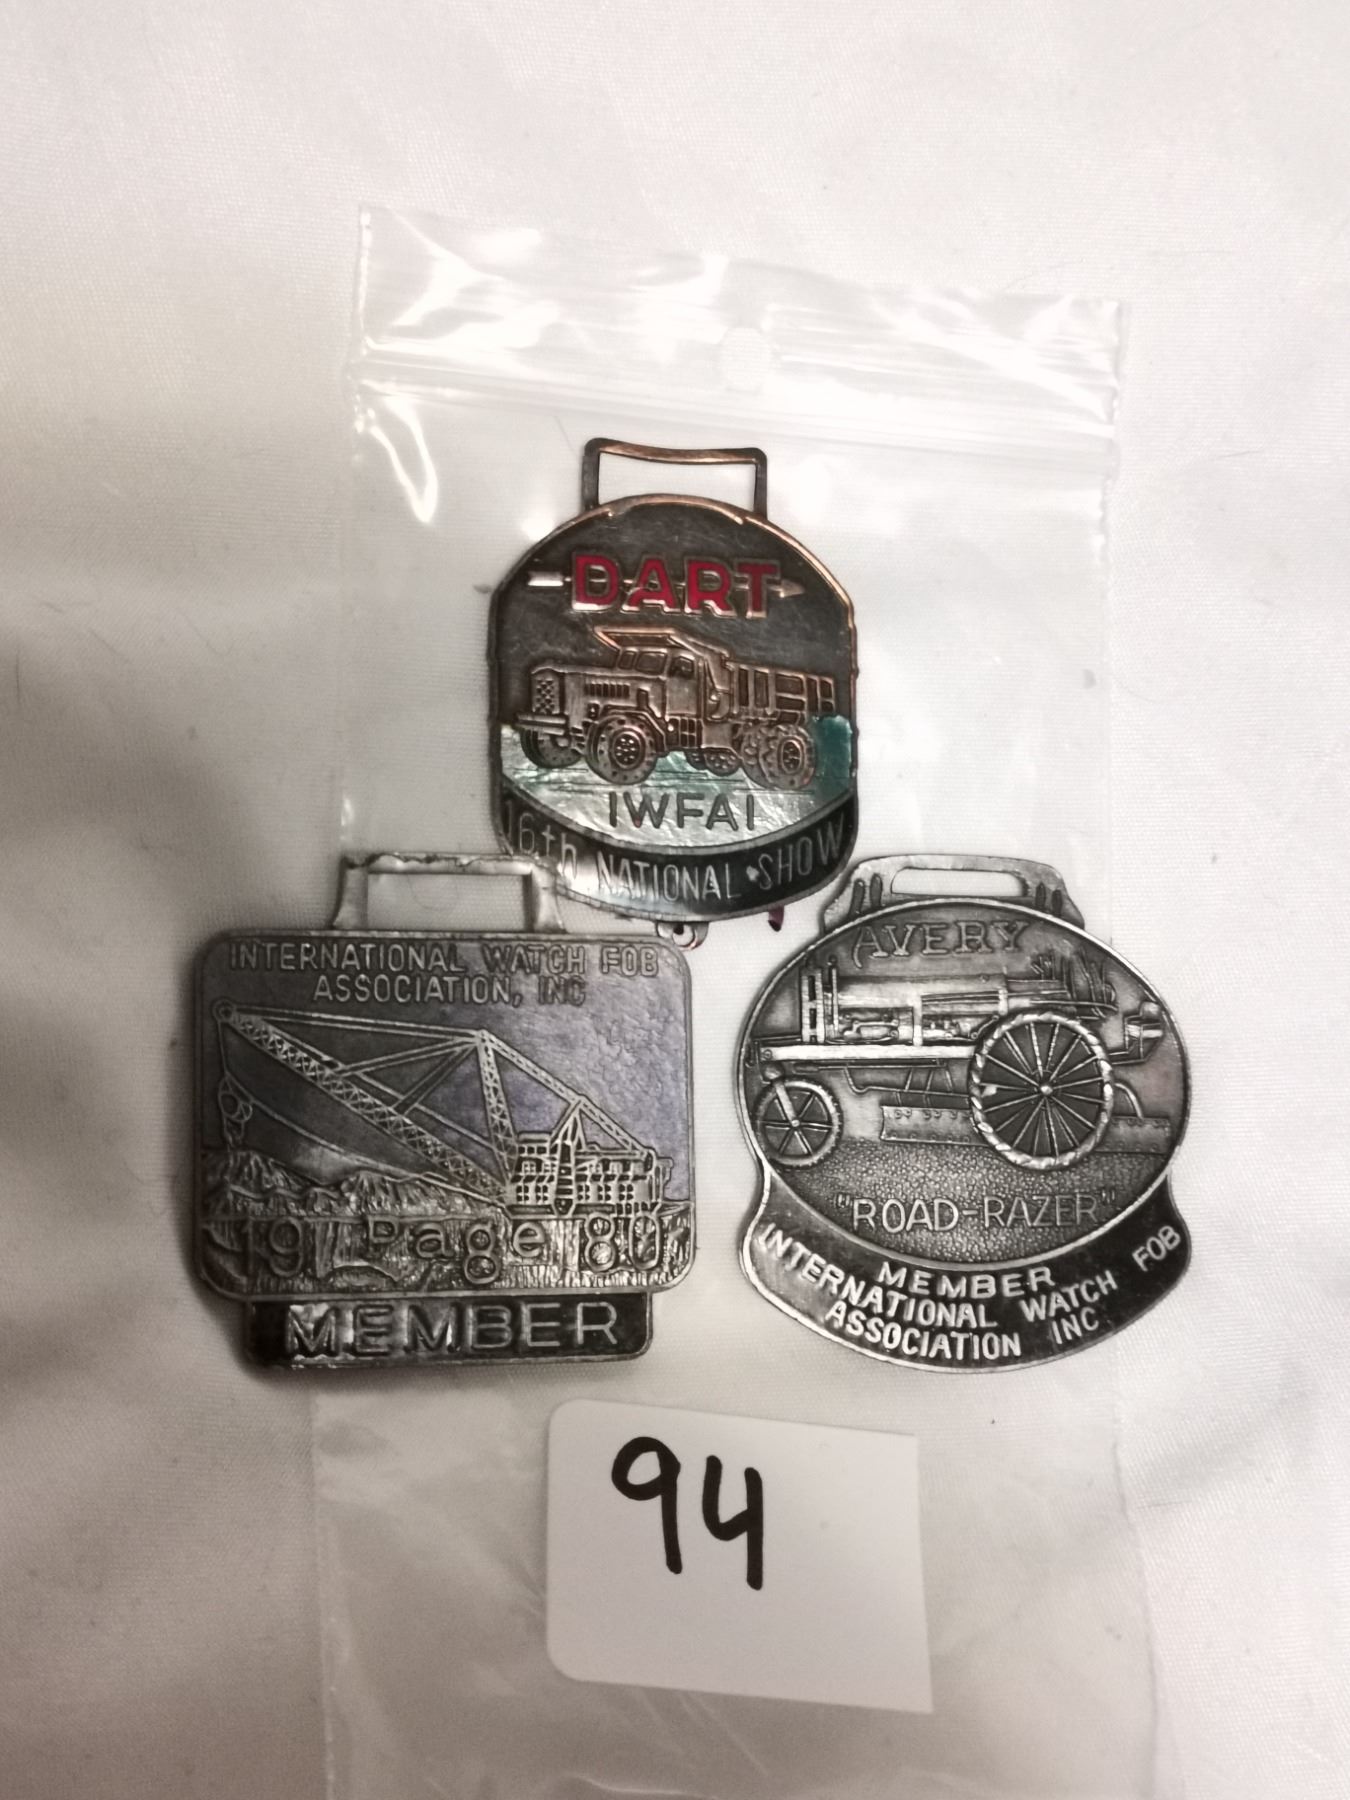 DART
IWFAI
16th NATIONAL SHOW
INTERNATIONAL WATCH FOB
ASSOCIATION, INC
19 Page 80
MEMBER
AVERY
"ROAD-RAZER"
MEMBER
INTERNATIONAL WATCH FOB
ASSOCIATION INC
94